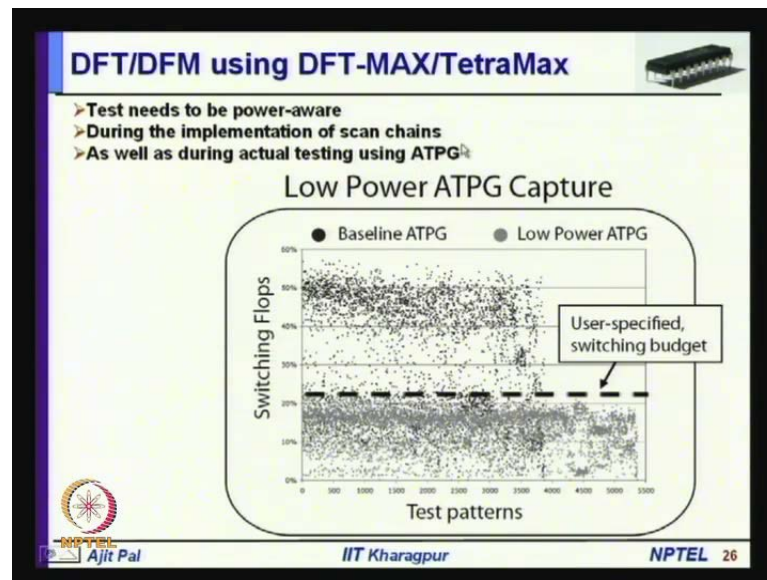 DFT/DFM using DFT-MAX/TetraMax
➢Test needs to be power-aware
➢During the implementation of scan chains
➢As well as during actual testing using ATPG
Low Power ATPG Capture
Baseline ATPG Low Power ATPG
60%
50%
40%
30%
20%
10%
0%
Switching Flops
User-specified,
switching budget
0 500 1000 1500 2000 2500 3000 3500 4000 4500 5000 5500
Test patterns
NPTEL
Ajit Pal IIT Kharagpur NPTEL 26